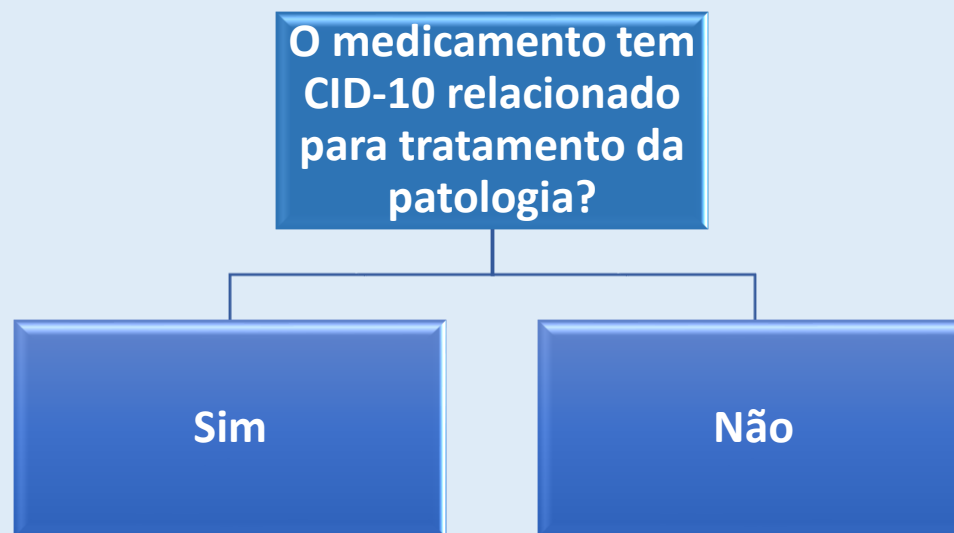 O medicamento tem
CID-10 relacionado
para tratamento da
patologia?
Sim
Não